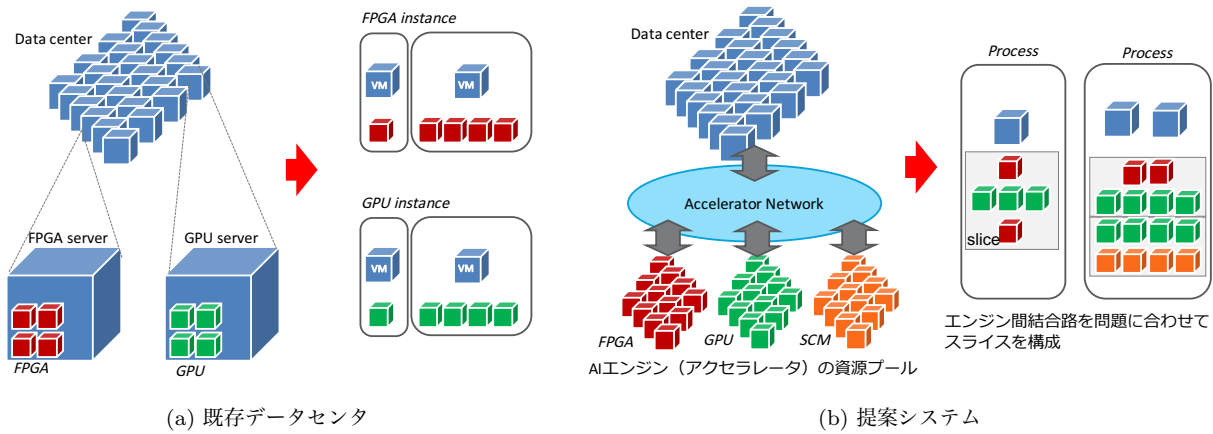 Data center
FPGA instance
VM
VM
GPU instance
VM
VM
FPGA server
GPU server
FPGA
GPU
(a) 既存データセンタ
Data center
Accelerator Network
FPGA
GPU
SCM
AIエンジン（アクセラレータ）の資源プール
Process
Process
slice
エンジン間結合路を問題に合わせて
スライスを構成
(b) 提案システム